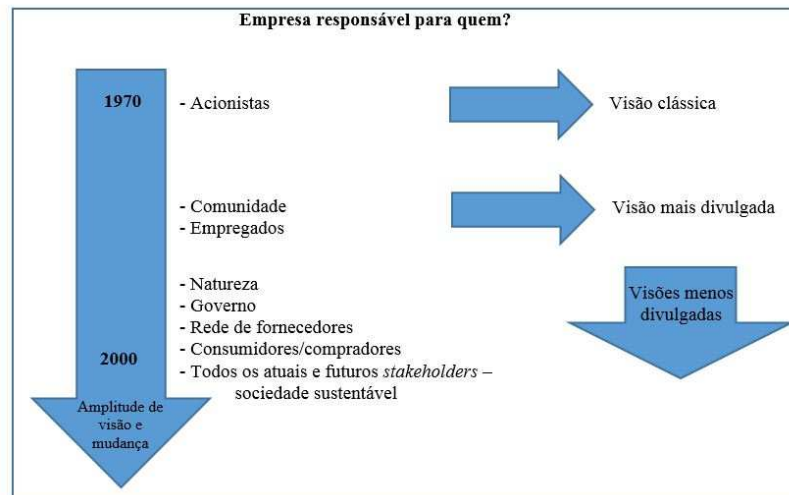 Empresa responsável para quem?
1970
- Acionistas
Visão clássica
- Comunidade
- Empregados
Visão mais divulgada
- Natureza
- Governo
- Rede de fornecedores
- Consumidores/compradores
- Todos os atuais e futuros stakeholders –
sociedade sustentável
Visões menos
divulgadas
2000
Amplitude de
visão e
mudança